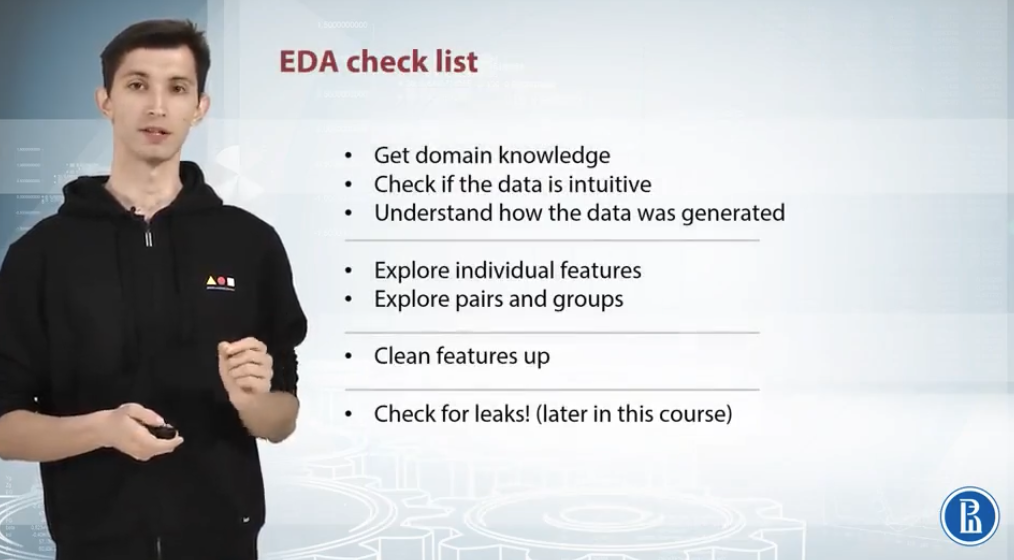 EDA check list
• Get domain knowledge
• Check if the data is intuitive
• Understand how the data was generated
• Explore individual features
• Explore pairs and groups
• Clean features up
• Check for leaks! (later in this course)